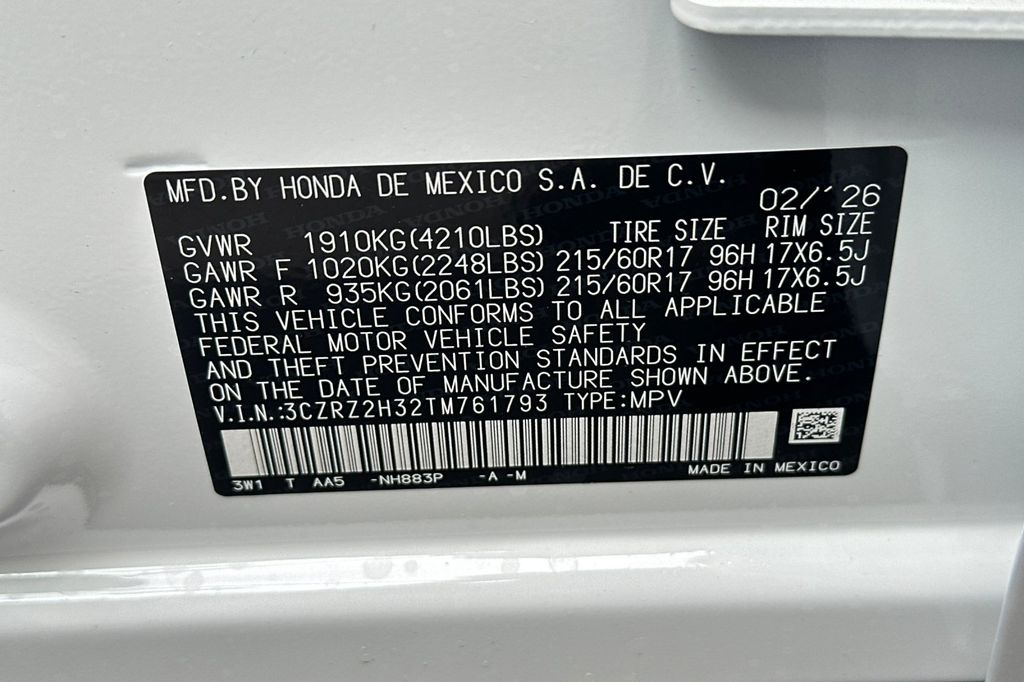 MFD.BY HONDA DE MEXICO S.A. DE C.V.
02/'26
GVWR 1910KG(4210LBS) TIRE SIZE RIM SIZE
GAWR F 1020KG(2248LBS) 215/60R17 96H 17X6.5J
GAWR R 935KG(2061LBS) 215/60R17 96H 17X6.5J
THIS VEHICLE CONFORMS TO ALL APPLICABLE
FEDERAL MOTOR VEHICLE SAFETY
AND THEFT PREVENTION STANDARDS IN EFFECT
ON THE DATE OF MANUFACTURE SHOWN ABOVE.
V.I.N.:3CZRZ2H32TM761793 TYPE:MPV
3W1 T AA5 -NH883P -A -M MADE IN MEXICO